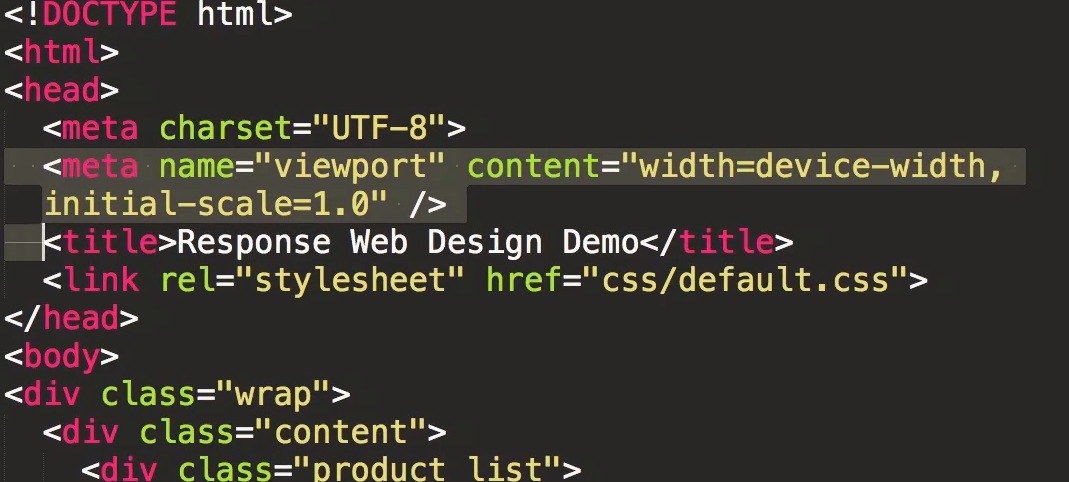 <!DOCTYPE html>
<html>
<head>
<meta charset="UTF-8">
<meta name="viewport" content="width=device-width,
initial-scale=1.0" />
<title>Response Web Design Demo</title>
<link rel="stylesheet" href="css/default.css">
</head>
<body>
<div class="wrap">
<div class="content">
<div class="product_list">